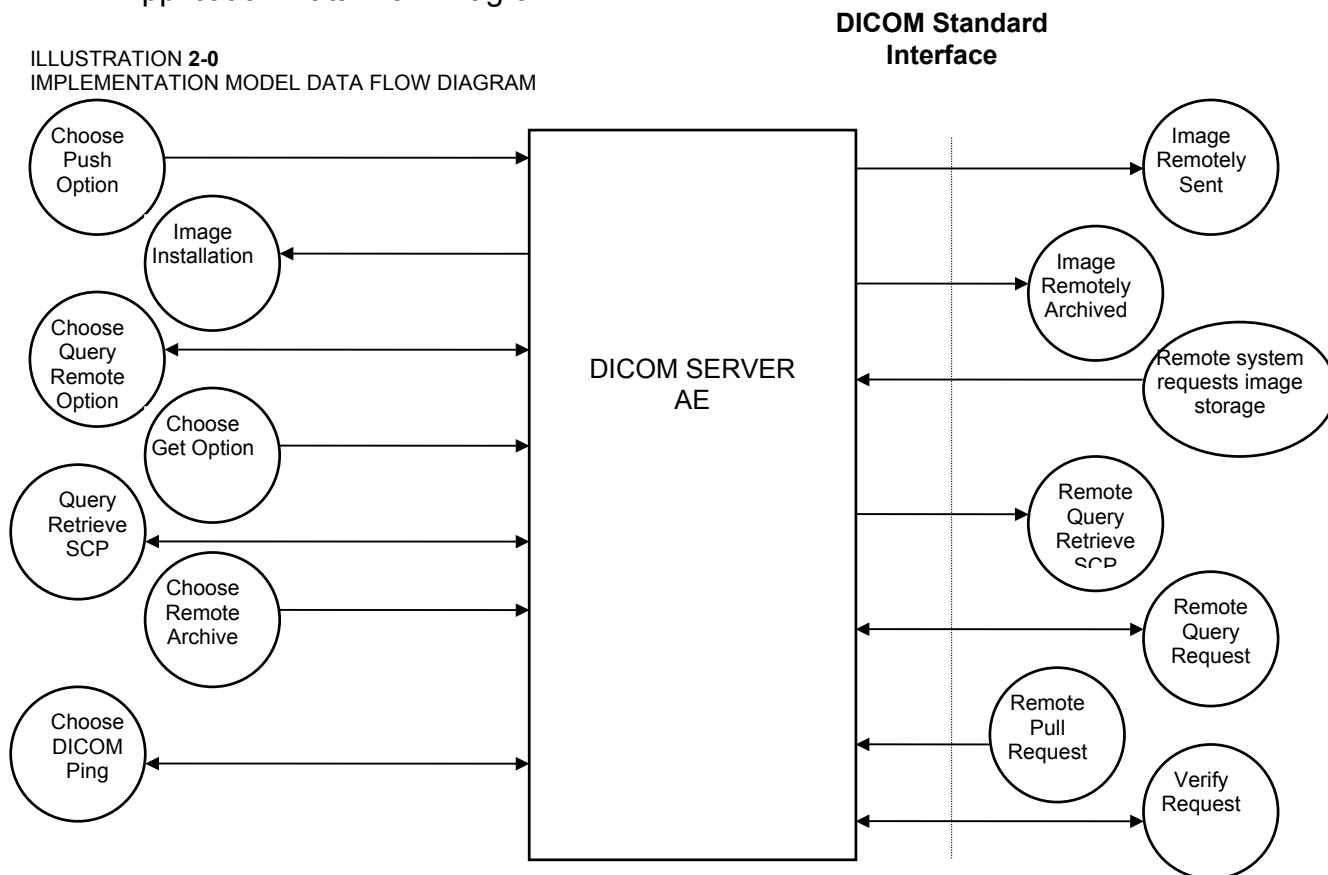 DICOM Standard
Interface
ILLUSTRATION 2-0
IMPLEMENTATION MODEL DATA FLOW DIAGRAM
Choose
Push
Option
Image
Installation
Choose
Query
Remote
Option
Choose
Get Option
Query
Retrieve
SCP
Choose
Remote
Archive
Choose
DICOM
Ping
DICOM SERVER
AE
Image
Remotely
Sent
Image
Remotely
Archived
Remote system
requests image
storage
Remote
Query
Retrieve
SCP
Remote
Query
Request
Remote
Pull
Request
Verify
Request